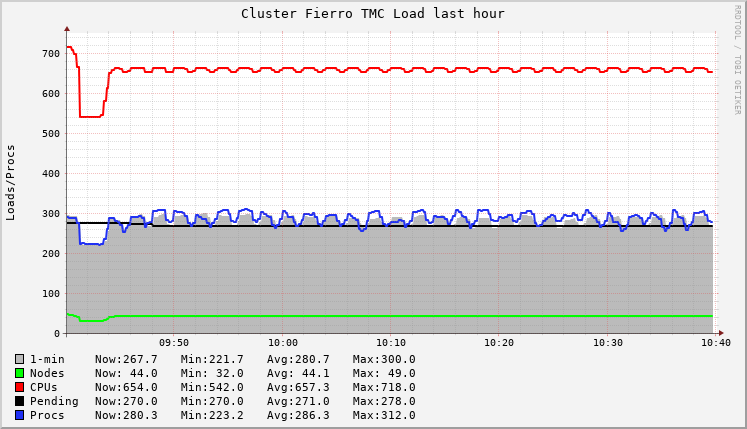 Cluster Fierro TMC Load last hour
RRDTOOL / TOBI OETIKER
Loads/Procs
700
600
500
400
300
200
100
0
09:50 10:00 10:10 10:20 10:30 10:40
1-min Now:267.7 Min:221.7 Avg:280.7 Max:300.0
Nodes Now: 44.0 Min: 32.0 Avg: 44.1 Max: 49.0
CPUs Now:654.0 Min:542.0 Avg:657.3 Max:718.0
Pending Now:270.0 Min:270.0 Avg:271.0 Max:278.0
Procs Now:280.3 Min:223.2 Avg:286.3 Max:312.0